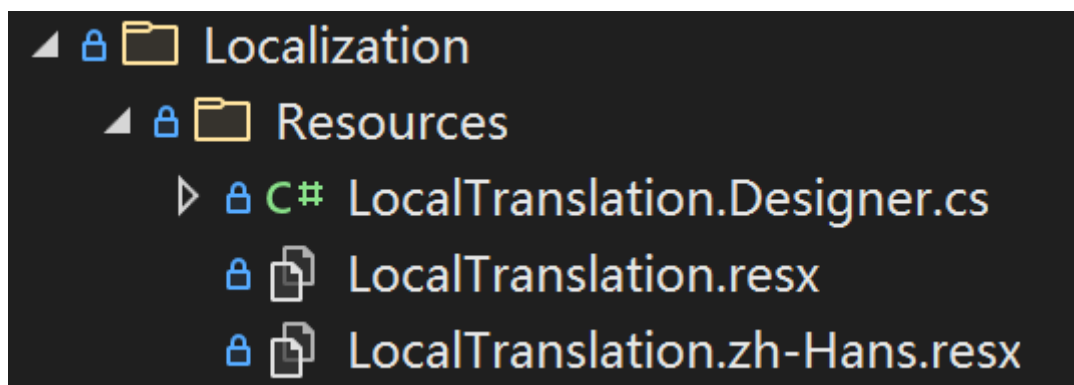 Localization
Resources
C# LocalTranslation.Designer.cs
LocalTranslation.resx
LocalTranslation.zh-Hans.resx